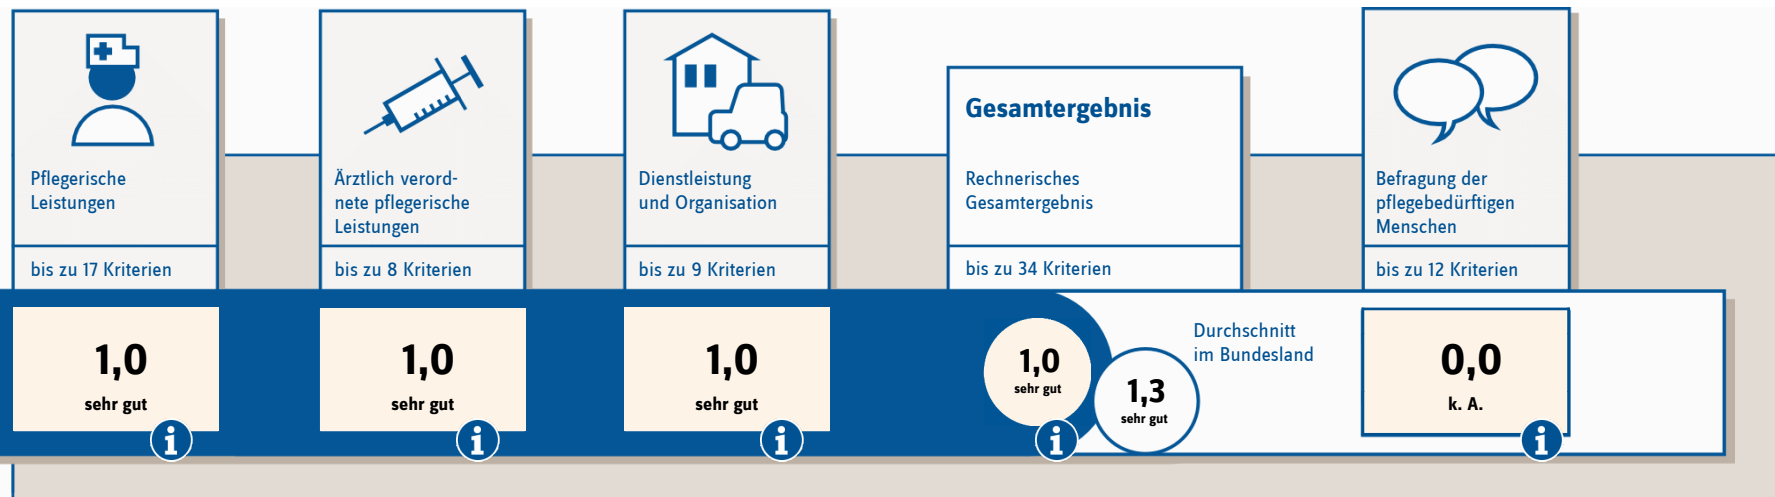 Pflegerische
Leistungen
bis zu 17 Kriterien
1,0
sehr gut
i
Ärztlich verord-
nete pflegerische
Leistungen
bis zu 8 Kriterien
1,0
sehr gut
i
Dienstleistung
und Organisation
bis zu 9 Kriterien
1,0
sehr gut
i
Gesamtergebnis
Rechnerisches
Gesamtergebnis
bis zu 34 Kriterien
1,0
sehr gut
i
1,3
sehr gut
Durchschnitt
im Bundesland
Befragung der
pflegebedürftigen
Menschen
bis zu 12 Kriterien
0,0
k. A.
i